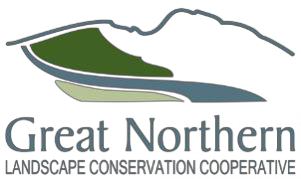 Great Northern
LANDSCAPE CONSERVATION COOPERATIVE